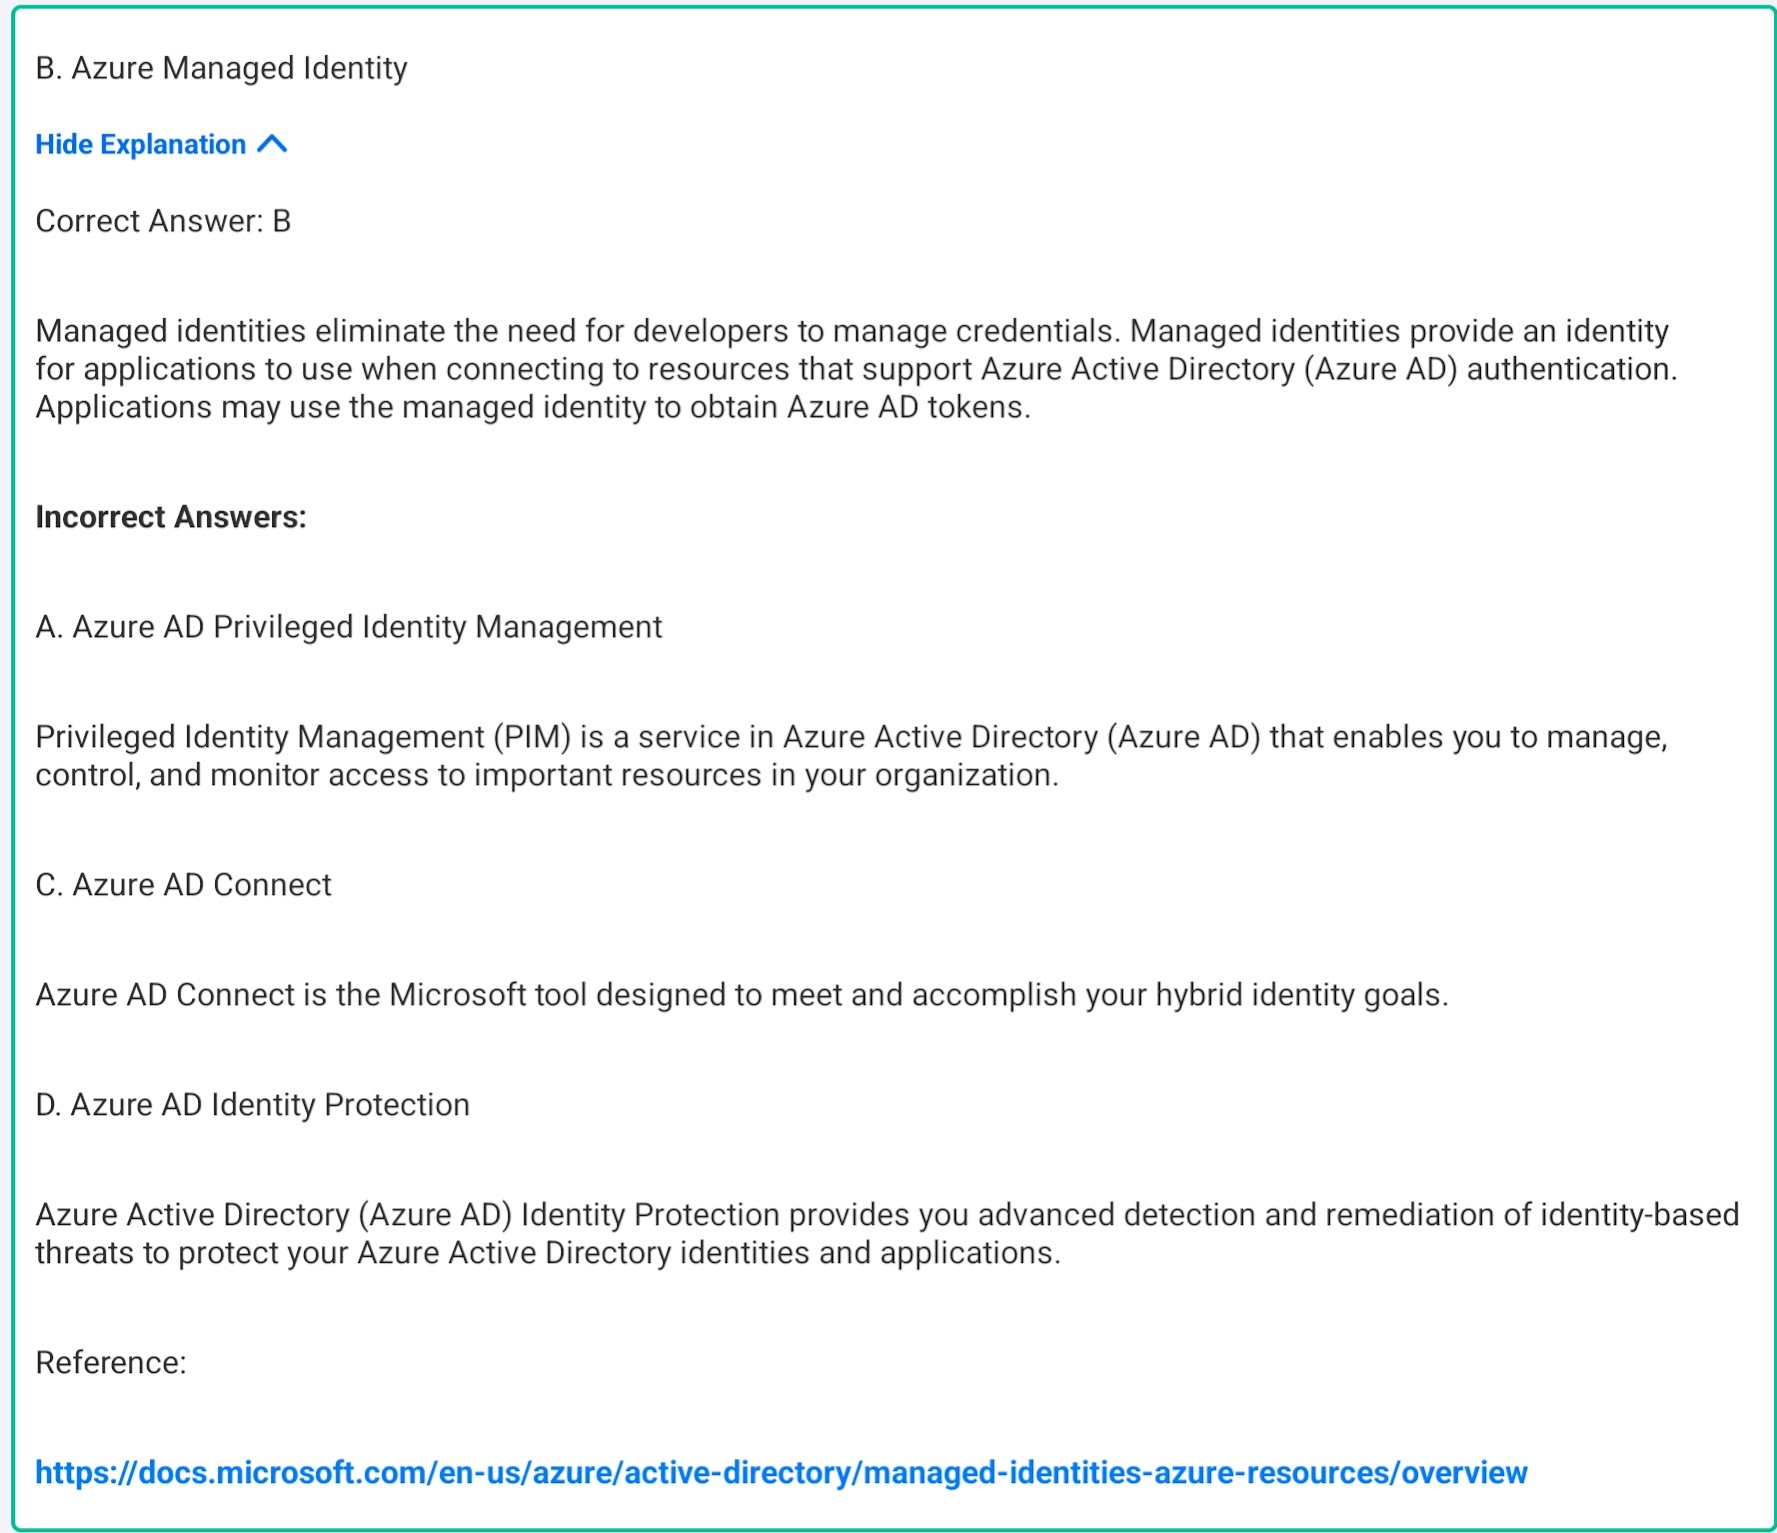 B. Azure Managed Identity
Hide Explanation
Correct Answer: B
Managed identities eliminate the need for developers to manage credentials. Managed identities provide an identity
for applications to use when connecting to resources that support Azure Active Directory (Azure AD) authentication.
Applications may use the managed identity to obtain Azure AD tokens.
Incorrect Answers:
A. Azure AD Privileged Identity Management
Privileged Identity Management (PIM) is a service in Azure Active Directory (Azure AD) that enables you to manage,
control, and monitor access to important resources in your organization.
C. Azure AD Connect
Azure AD Connect is the Microsoft tool designed to meet and accomplish your hybrid identity goals.
D. Azure AD Identity Protection
Azure Active Directory (Azure AD) Identity Protection provides you advanced detection and remediation of identity-based
threats to protect your Azure Active Directory identities and applications.
Reference:
https://docs.microsoft.com/en-us/azure/active-directory/managed-identities-azure-resources/overview